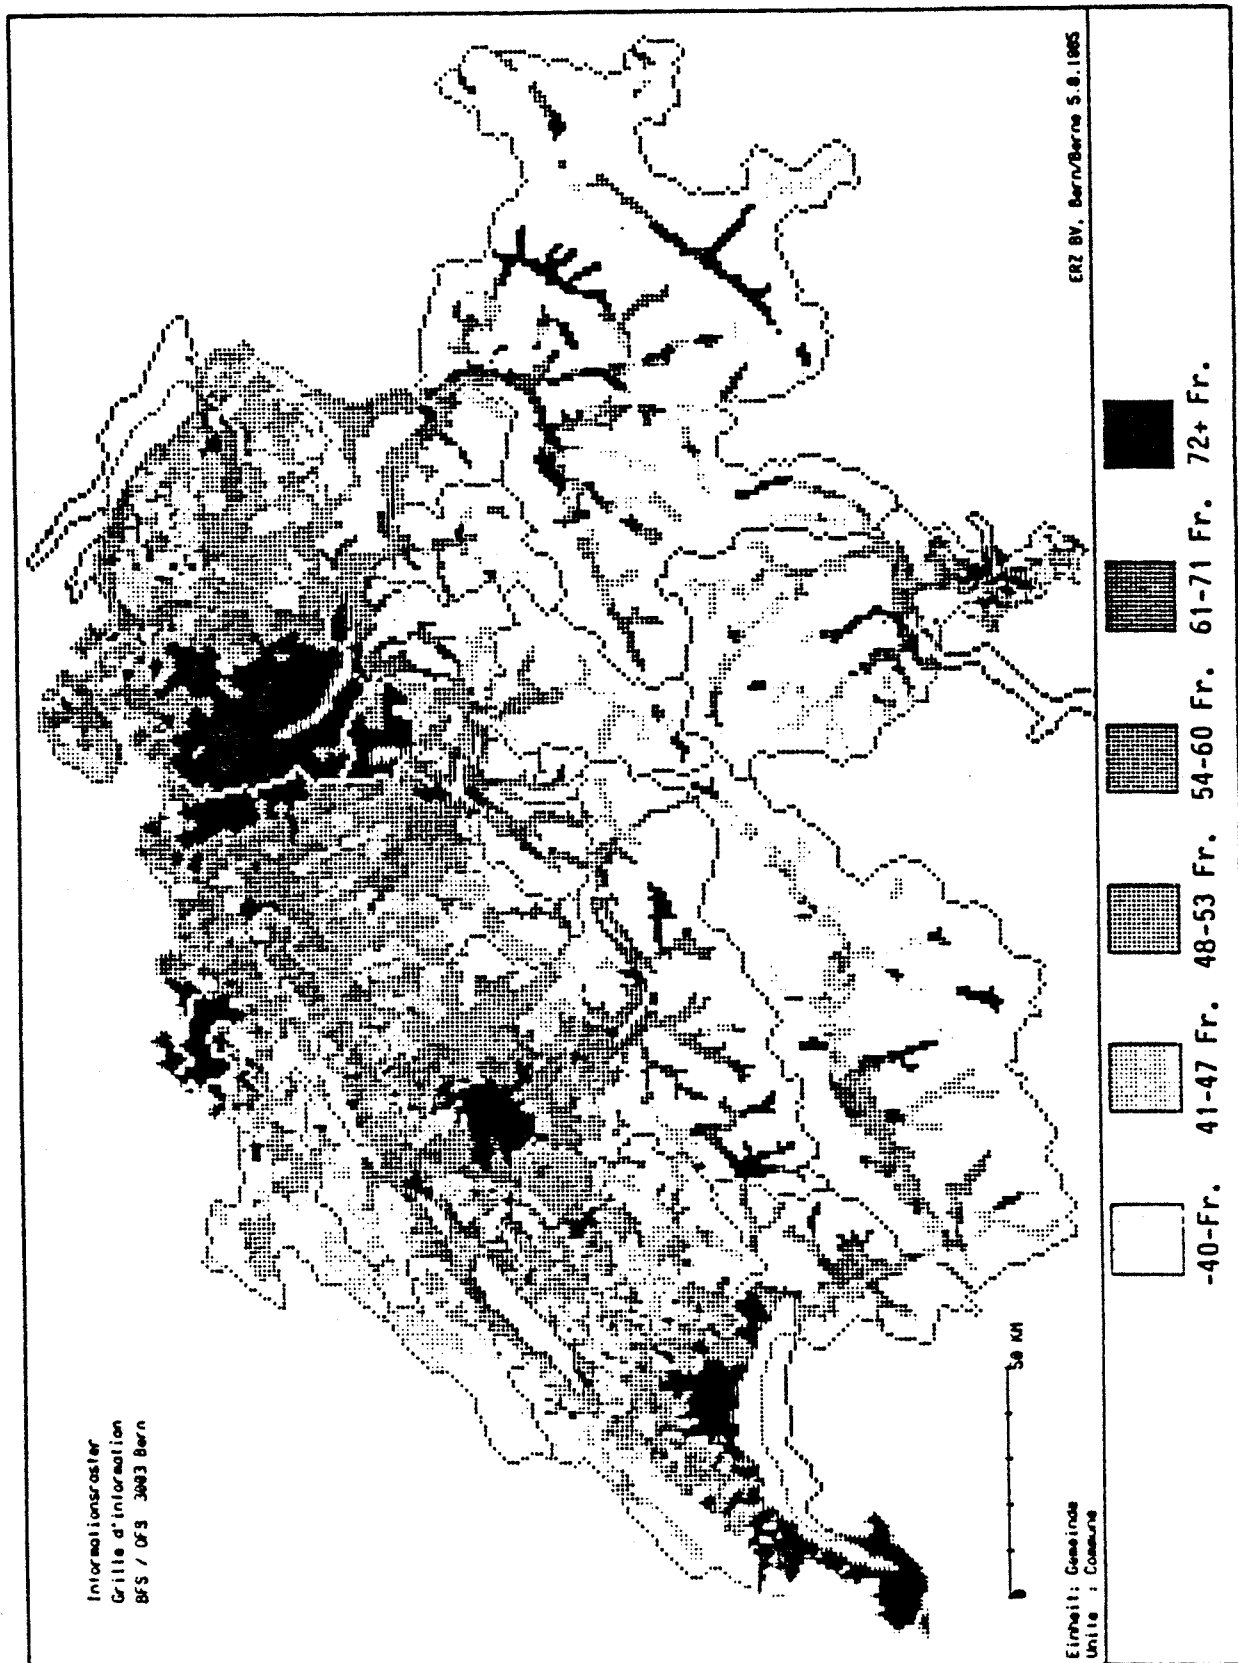 Informationsraster
Grille d'information
BFS / OFS 3003 Bern
0 50 KM
Einheit: Gemeinde
Unite : Commune
ERZ BV, Bern/Berne 5.8.1985
-40-Fr. 41-47 Fr. 48-53 Fr. 54-60 Fr. 61-71 Fr. 72+ Fr.